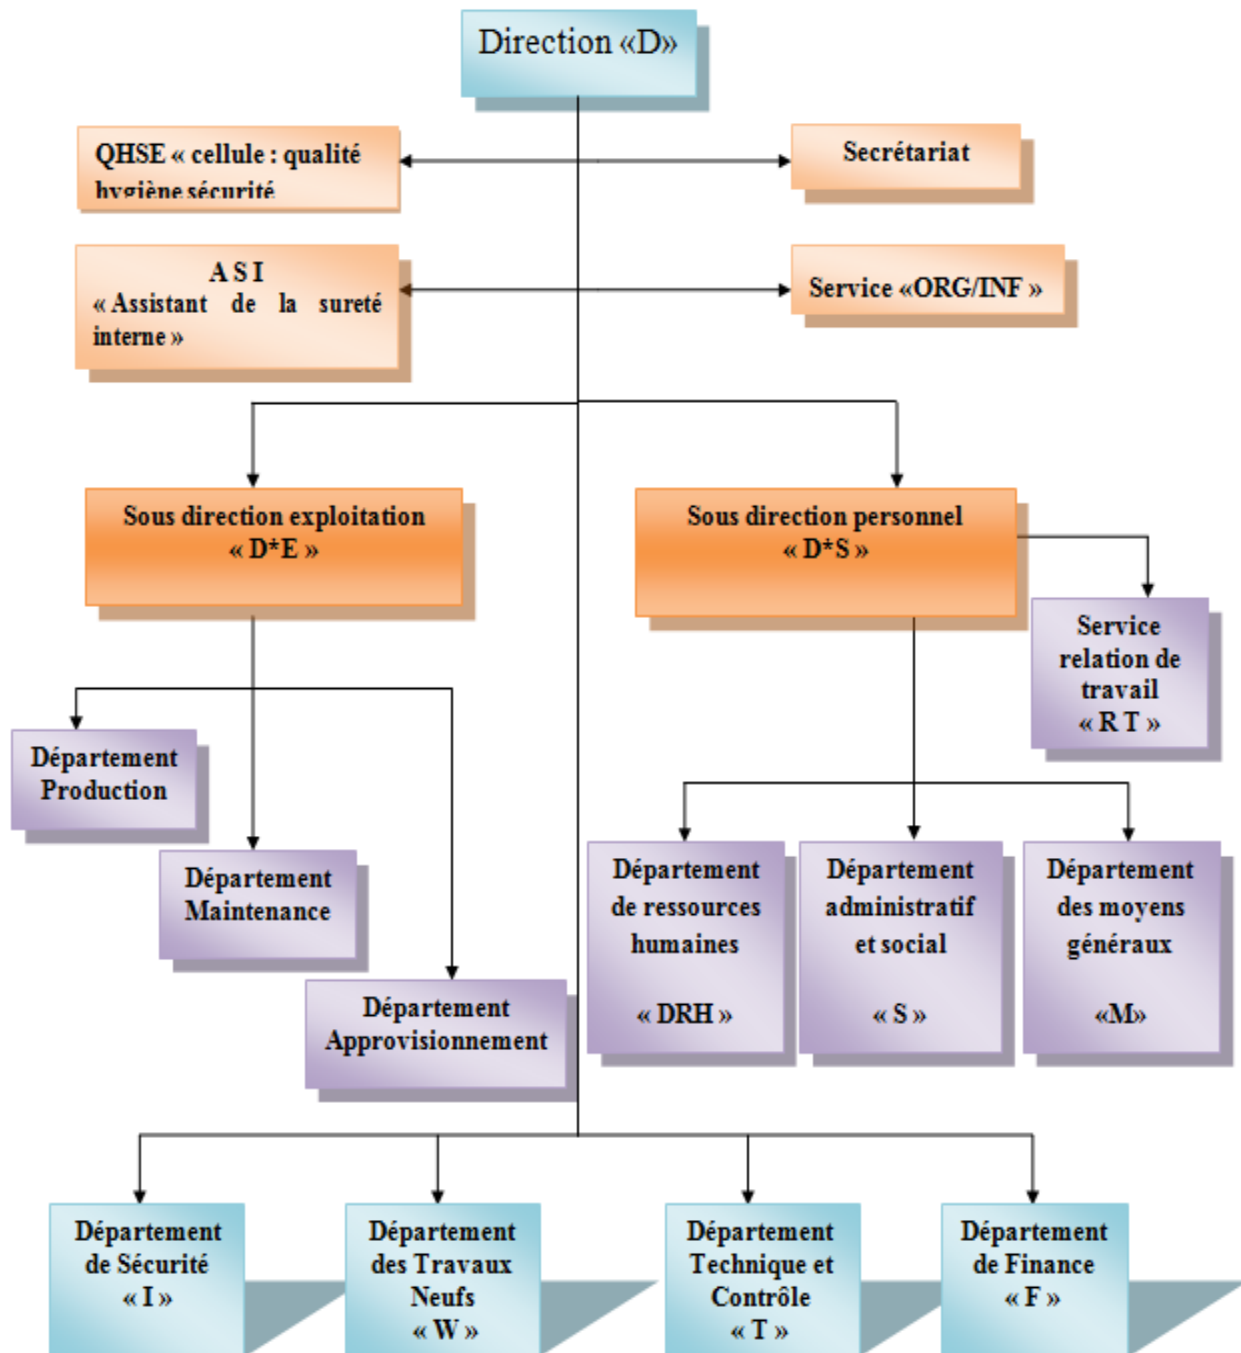 Direction «D»
QHSE « cellule : qualité
hygiène sécurité
Secrétariat
A S I
« Assistant de la sureté
interne »
Service «ORG/INF »
Sous direction exploitation
« D*E »
Sous direction personnel
« D*S »
Service
relation de
travail
« R T »
Département
Production
Département
Maintenance
Département
Approvisionnement
Département
de ressources
humaines
« DRH »
Département
administratif
et social
« S »
Département
des moyens
généraux
«M»
Département
de Sécurité
« I »
Département
des Travaux
Neufs
« W »
Département
Technique et
Contrôle
« T »
Département
de Finance
« F »